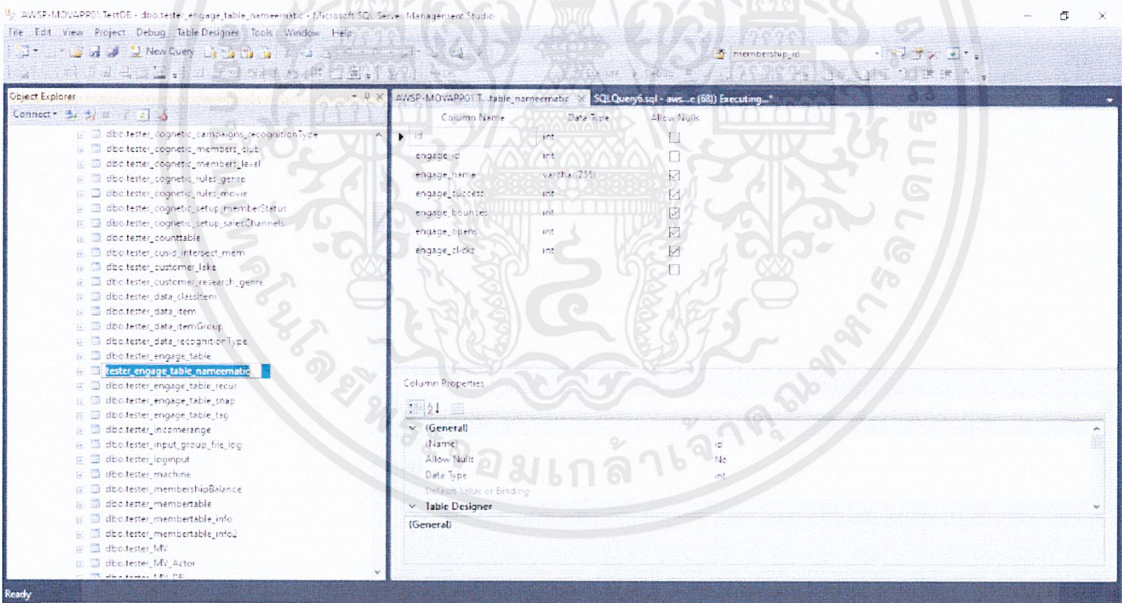 AWSP-MOVAPP01.TestDB - dbo.tester_engage_table_nameematic - Microsoft SQL Server Management Studio
File Edit View Project Debug Table Designer Tools Window Help
New Query
membership_id
Object Explorer
Connect
dbo.tester_cognetic_campaigns_recognitionType
dbo.tester_cognetic_members_club
dbo.tester_cognetic_members_level
dbo.tester_cognetic_rules_genre
dbo.tester_cognetic_rules_movie
dbo.tester_cognetic_setup_memberStatus
dbo.tester_cognetic_setup_salesChannels
dbo.tester_counttable
dbo.tester_cusid_intersect_mem
dbo.tester_customer_lake
dbo.tester_customer_research_genre
dbo.tester_data_classItem
dbo.tester_data_item
dbo.tester_data_itemGroup
dbo.tester_data_recognitionType
dbo.tester_engage_table
tester_engage_table_nameematic
dbo.tester_engage_table_recur
dbo.tester_engage_table_snap
dbo.tester_engage_table_tag
dbo.tester_incomerange
dbo.tester_input_group_file_log
dbo.tester_loginput
dbo.tester_machine
dbo.tester_membershipBalance
dbo.tester_membertable
dbo.tester_membertable_info
dbo.tester_membertable_info2
dbo.tester_MV
dbo.tester_MV_Actor
AWSP-MOVAPP01.T...table_nameematic
SQLQuery6.sql - aws...e (68)) Executing...*
Column Name Data Type Allow Nulls
id int
engage_id int
engage_name varchar(255)
engage_success int
engage_bounces int
engage_opens int
engage_clicks int
Column Properties
(General)
(Name) id
Allow Nulls No
Data Type int
Default Value or Binding
Table Designer
(General)
Ready